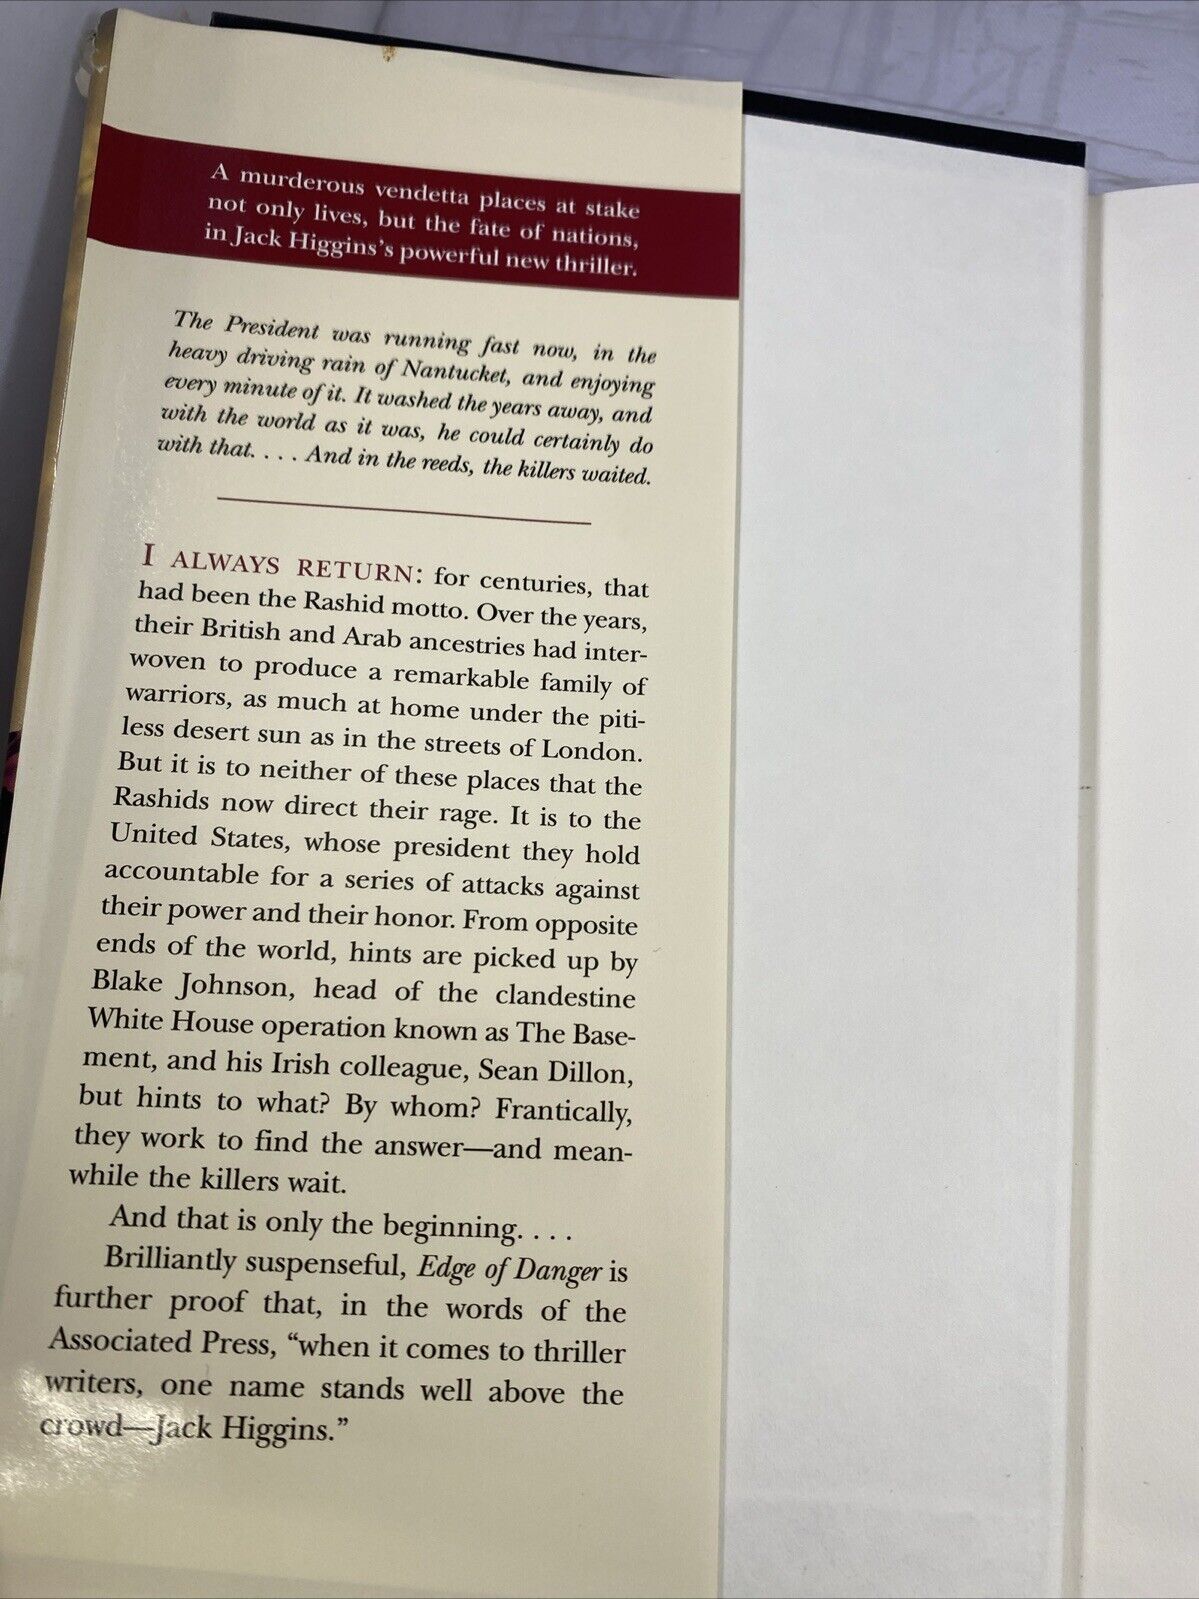 A murderous vendetta places at stake
not only lives, but the fate of nations,
in Jack Higgins's powerful new thriller.
The President was running fast now, in the
heavy driving rain of Nantucket, and enjoying
every minute of it. It washed the years away, and
with the world as it was, he could certainly do
with that. . . . And in the reeds, the killers waited.
I ALWAYS RETURN: for centuries, that
had been the Rashid motto. Over the years,
their British and Arab ancestries had inter-
woven to produce a remarkable family of
warriors, as much at home under the piti-
less desert sun as in the streets of London.
But it is to neither of these places that the
Rashids now direct their rage. It is to the
United States, whose president they hold
accountable for a series of attacks against
their power and their honor. From opposite
ends of the world, hints are picked up by
Blake Johnson, head of the clandestine
White House operation known as The Base-
ment, and his Irish colleague, Sean Dillon,
but hints to what? By whom? Frantically,
they work to find the answer—and mean-
while the killers wait.
And that is only the beginning. . . .
Brilliantly suspenseful, Edge of Danger is
further proof that, in the words of the
Associated Press, “when it comes to thriller
writers, one name stands well above the
crowd—Jack Higgins.”